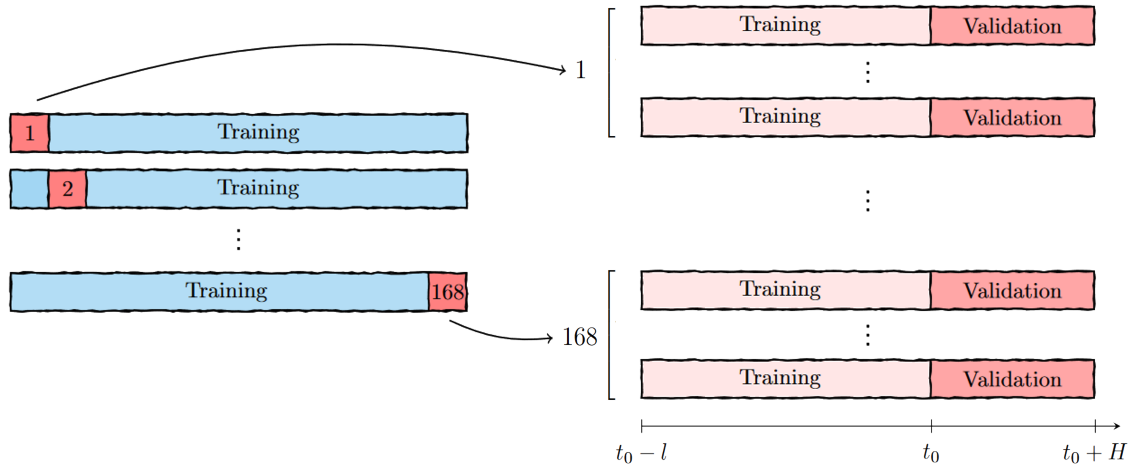 1 Training
2 Training
⋮
Training 168
1
Training Validation
⋮
Training Validation
⋮
168
Training Validation
⋮
Training Validation
t₀ − l t₀ t₀ + H